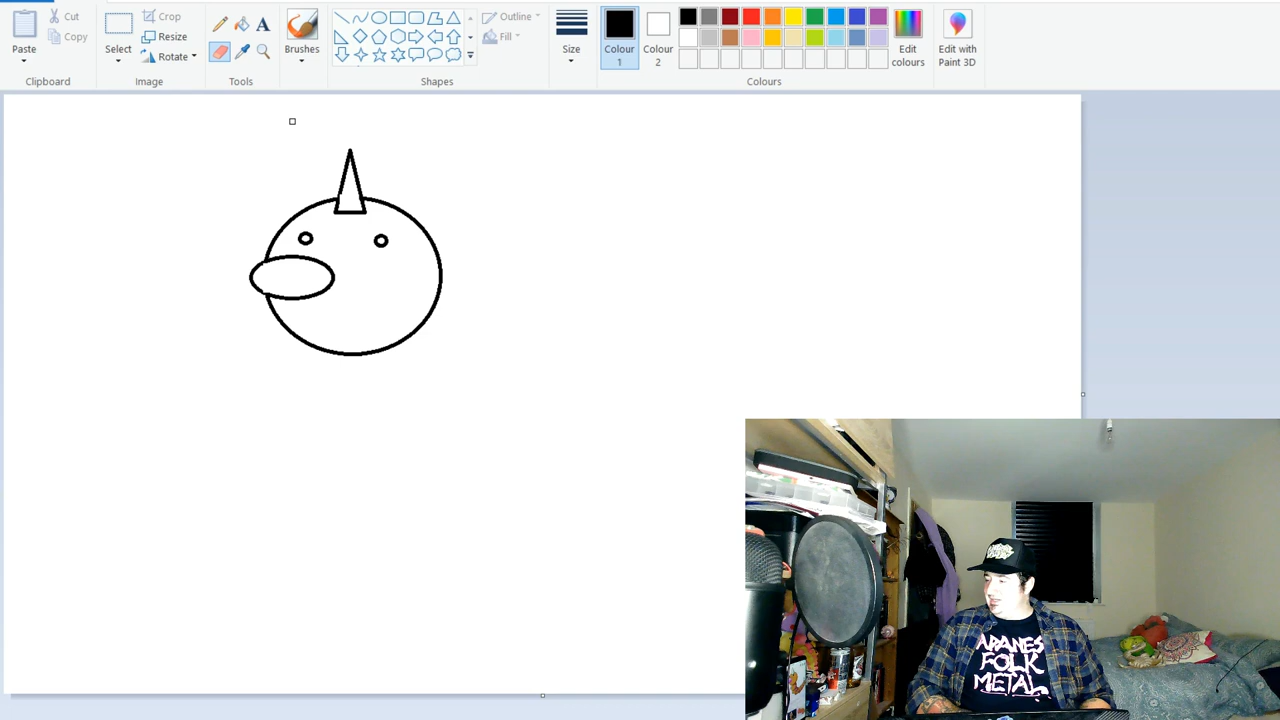 Cut
Copy
Paste
Clipboard
Crop
Resize
Rotate
Select
Image
A
Tools
Brushes
Outline
Fill
Shapes
Size
Colour 1
Colour 2
Edit colours
Edit with Paint 3D
Colours
FOLK
METAL